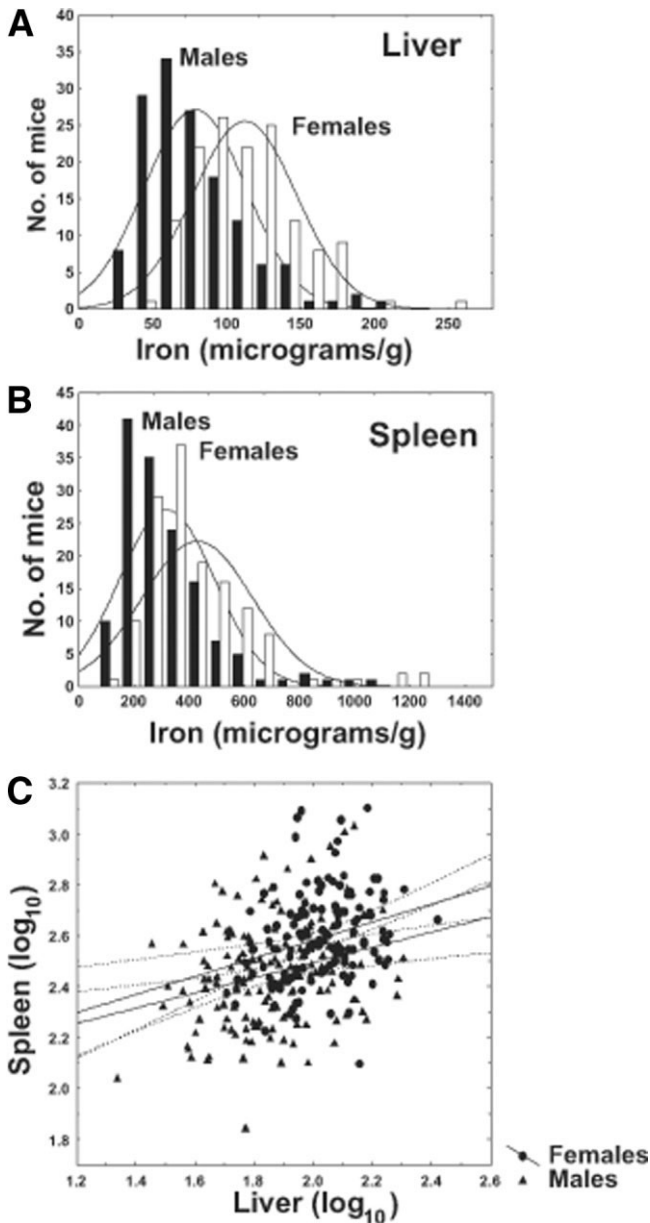 A
Liver
Males
Females
No. of mice
40
35
30
25
20
15
10
5
0
0 50 100 150 200 250
Iron (micrograms/g)
B
Spleen
Males
Females
No. of mice
45
40
35
30
25
20
15
10
5
0
0 200 400 600 800 1000 1200 1400
Iron (micrograms/g)
C
Spleen (log10)
3.2
3.0
2.8
2.6
2.4
2.2
2.0
1.8
1.2 1.4 1.6 1.8 2.0 2.2 2.4 2.6
Liver (log10)
Females
Males